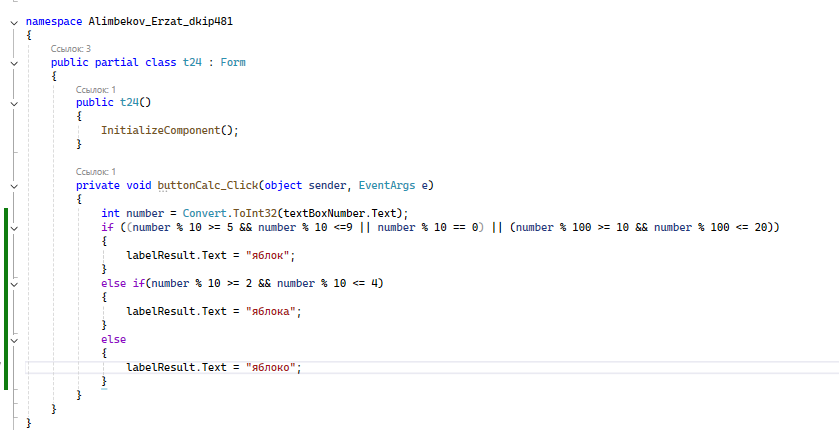 namespace Alimbekov_Erzat_dkip481
{
Ссылок: 3
public partial class t24 : Form
{
Ссылок: 1
public t24()
{
InitializeComponent();
}
Ссылок: 1
private void buttonCalc_Click(object sender, EventArgs e)
{
int number = Convert.ToInt32(textBoxNumber.Text);
if ((number % 10 >= 5 && number % 10 <=9 || number % 10 == 0) || (number % 100 >= 10 && number % 100 <= 20))
{
labelResult.Text = "яблок";
}
else if(number % 10 >= 2 && number % 10 <= 4)
{
labelResult.Text = "яблока";
}
else
{
labelResult.Text = "яблоко";
}
}
}
}